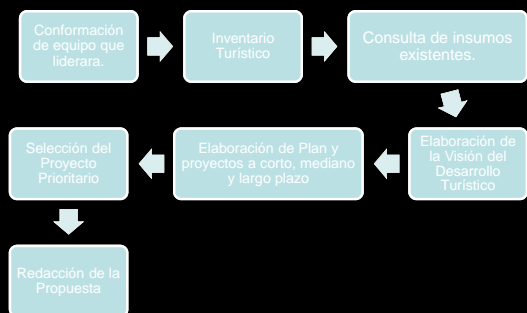 Conformación
de equipo que
liderara.
Inventario
Turístico
Consulta de insumos
existentes.
Elaboración de
la Visión del
Desarrollo
Turístico
Elaboración de Plan y
proyectos a corto, mediano
y largo plazo
Selección del
Proyecto
Prioritario
Redacción de la
Propuesta